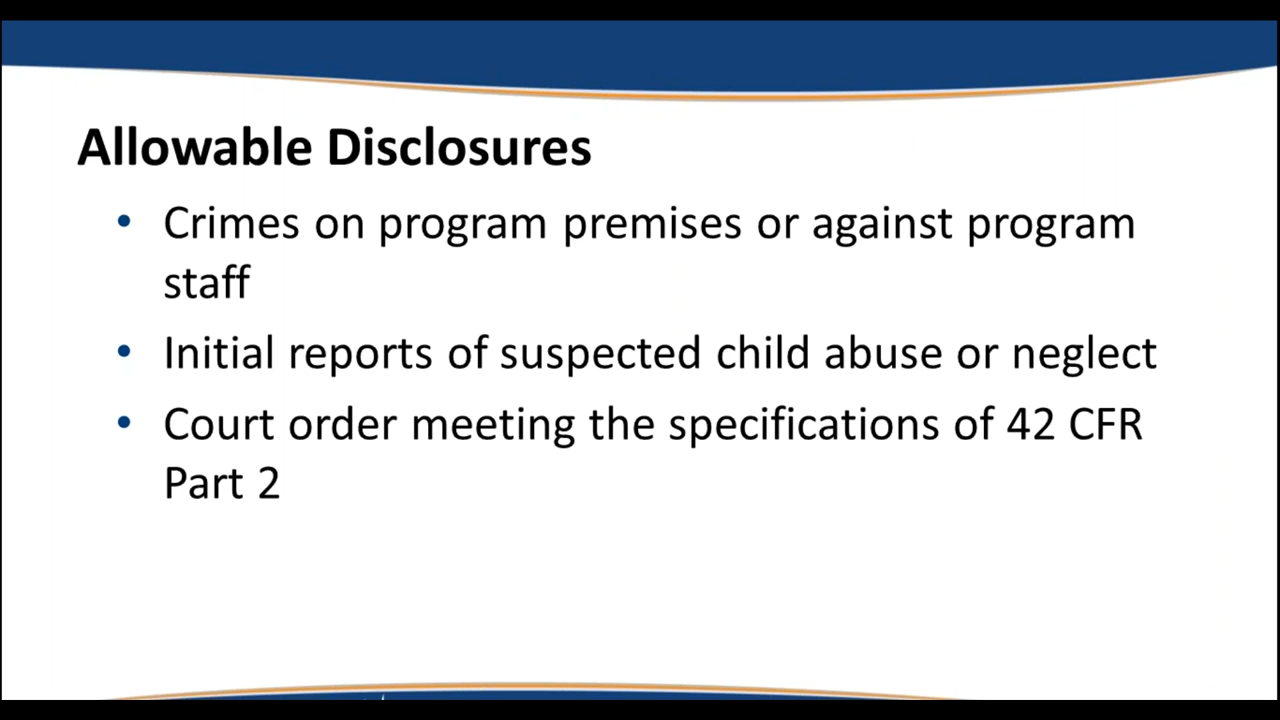 Allowable Disclosures
• Crimes on program premises or against program
staff
• Initial reports of suspected child abuse or neglect
• Court order meeting the specifications of 42 CFR
Part 2